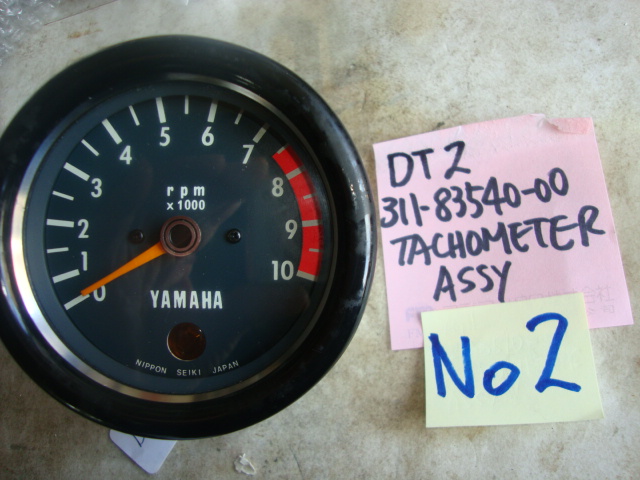 0
1
2
3
4
5
6
7
8
9
10
rpm
x 1000
YAMAHA
NIPPON SEIKI JAPAN
DT2
311-83540-00
TACHOMETER
ASSY
No2